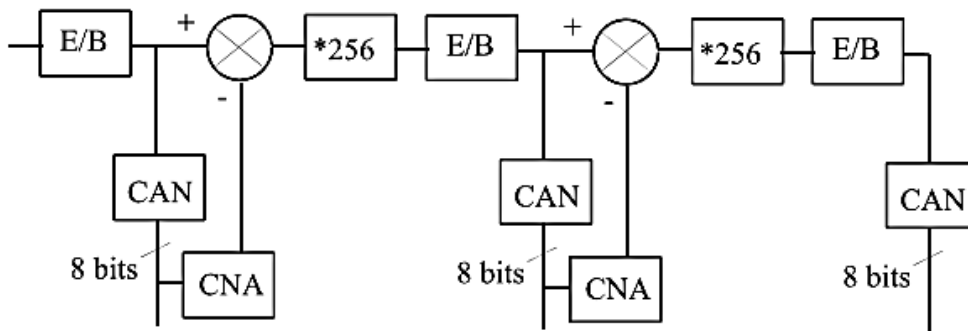 E/B + *256 E/B + *256 E/B
- -
CAN CAN CAN
8 bits 8 bits 8 bits
CNA CNA